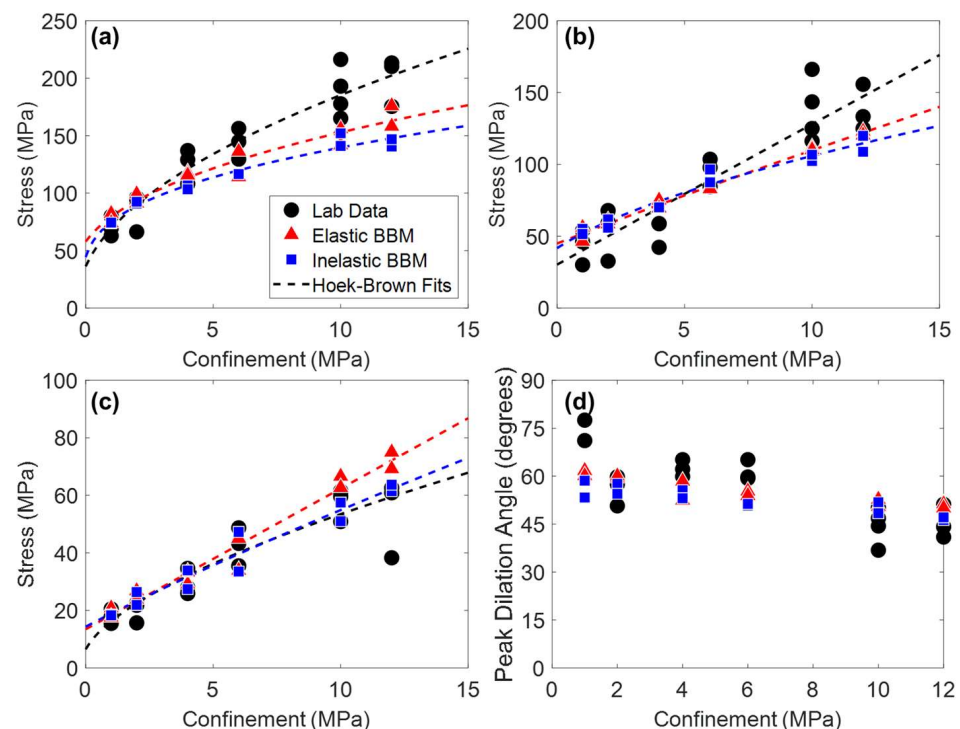 (a)
250
200
150
100
50
0
Stress (MPa)
0 5 10 15
Confinement (MPa)
Lab Data
Elastic BBM
Inelastic BBM
Hoek-Brown Fits
(b)
200
150
100
50
0
Stress (MPa)
0 5 10 15
Confinement (MPa)
(c)
100
80
60
40
20
0
Stress (MPa)
0 5 10 15
Confinement (MPa)
(d)
90
75
60
45
30
15
0
Peak Dilation Angle (degrees)
0 2 4 6 8 10 12
Confinement (MPa)